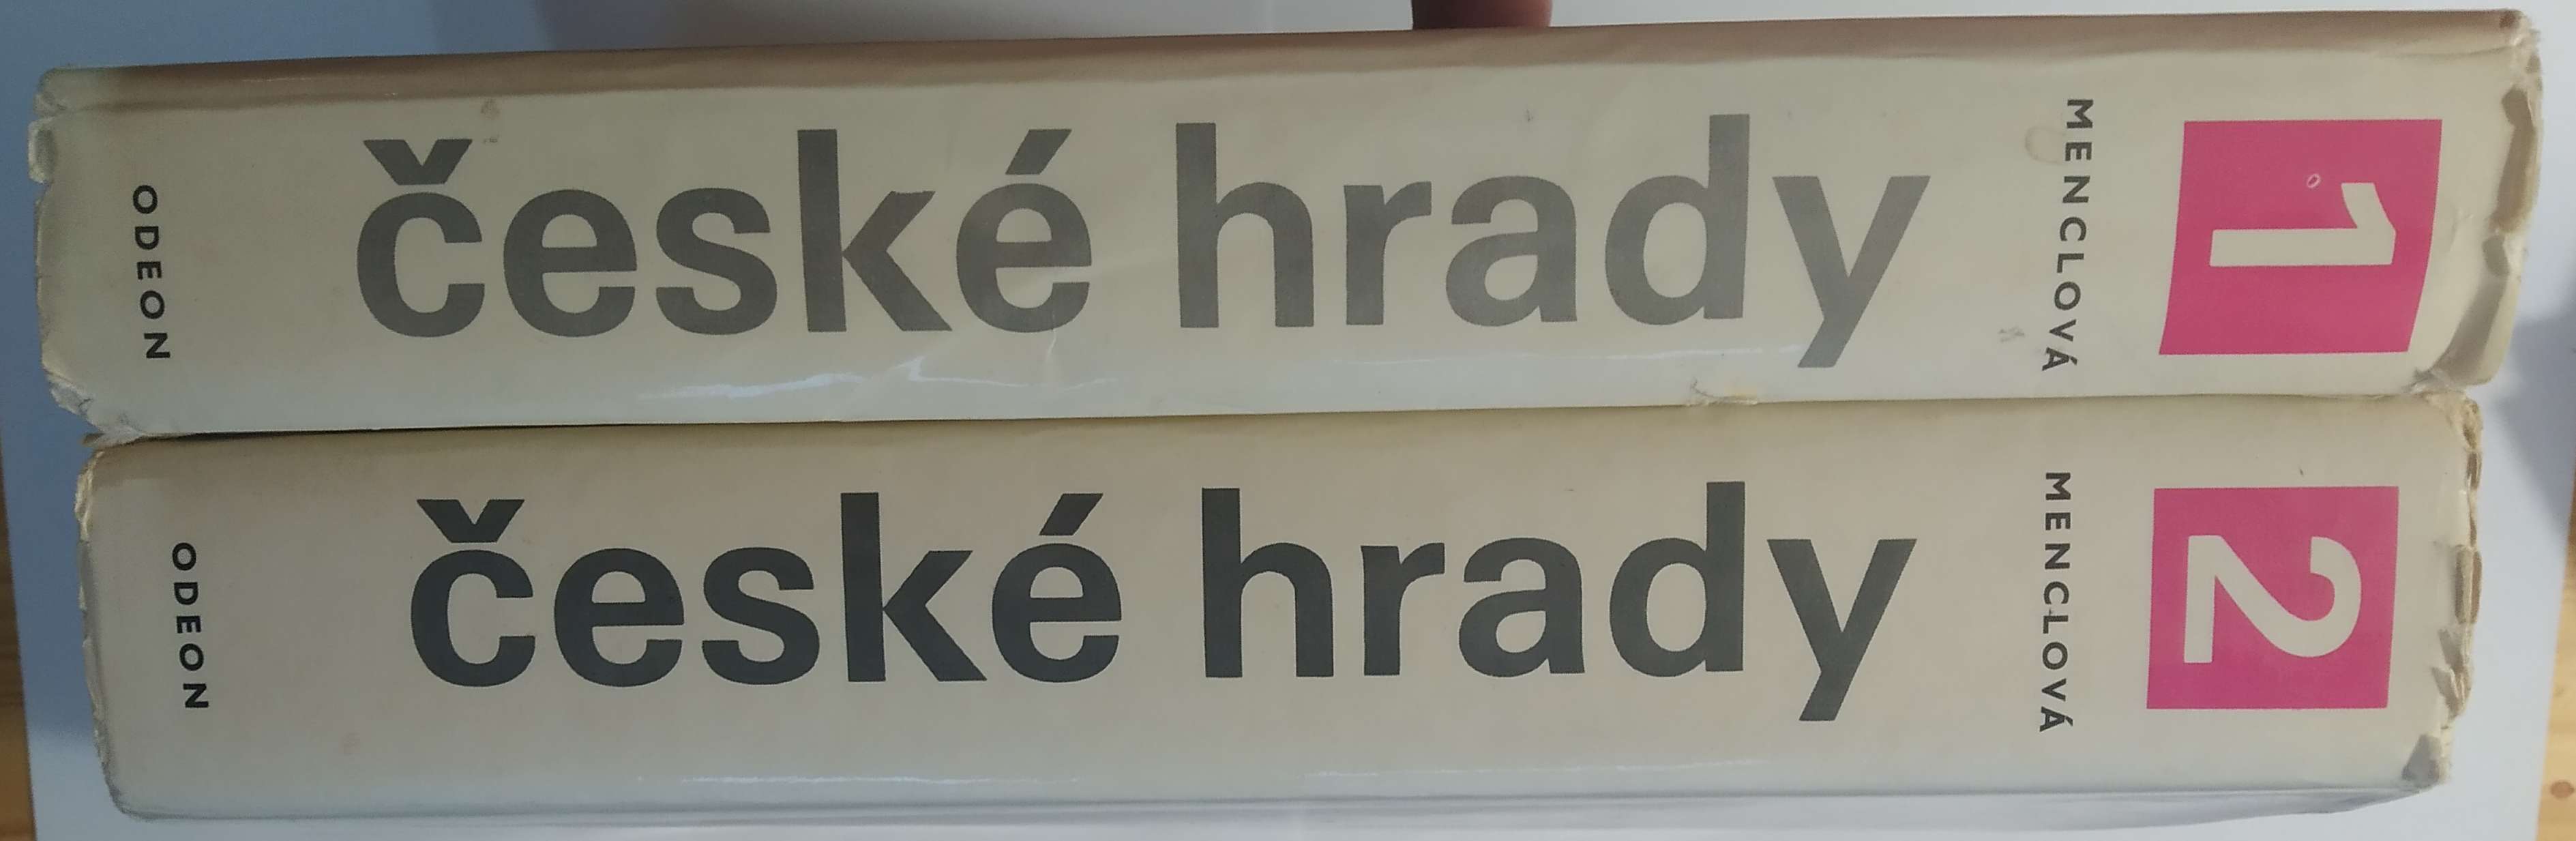 ODEON
české hrady
MENCLOVÁ
1
ODEON
české hrady
MENCLOVÁ
2